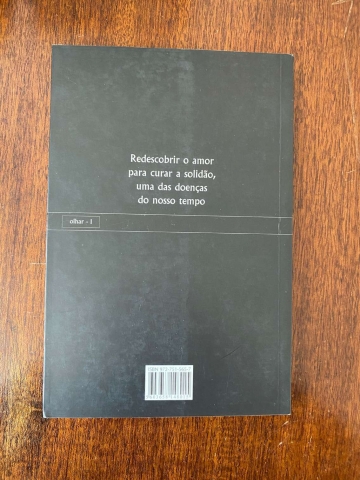 Redescobrir o amor
para curar a solidão,
uma das doenças
do nosso tempo
olhar - I